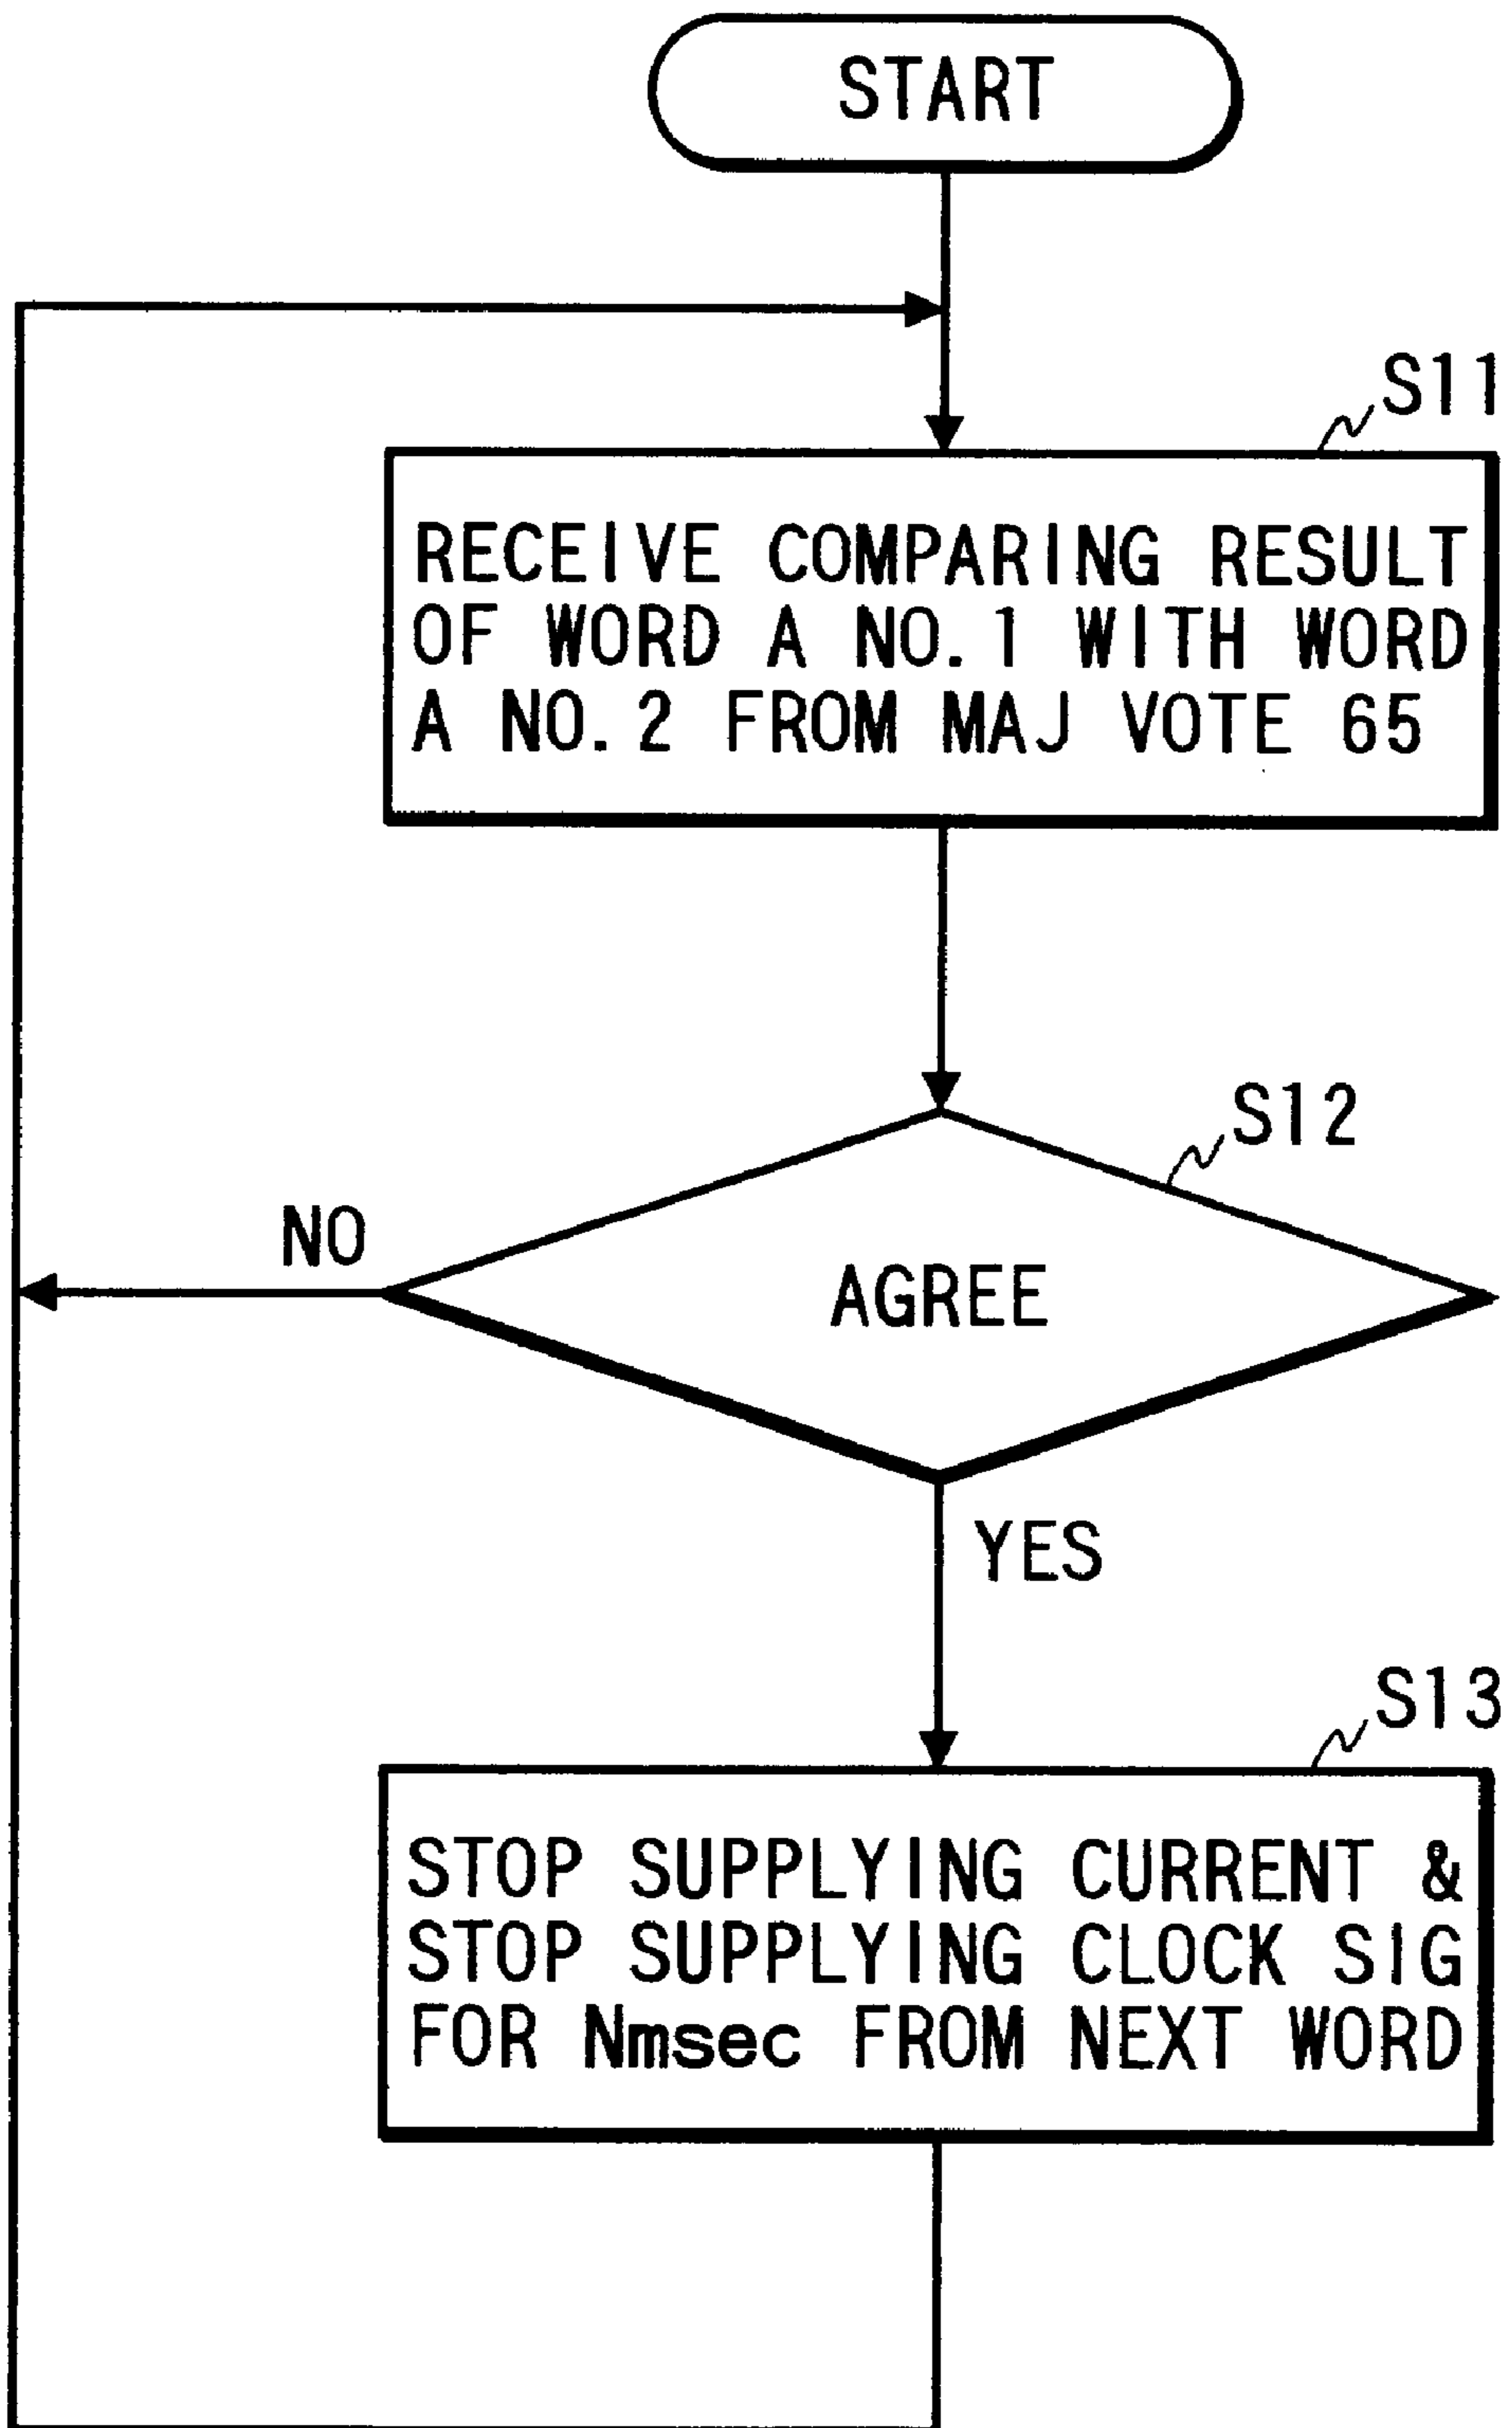 START
S11
RECEIVE COMPARING RESULT
OF WORD A NO.1 WITH WORD
A NO.2 FROM MAJ VOTE 65
S12
NO
AGREE
YES
S13
STOP SUPPLYING CURRENT &
STOP SUPPLYING CLOCK SIG
FOR Nmsec FROM NEXT WORD